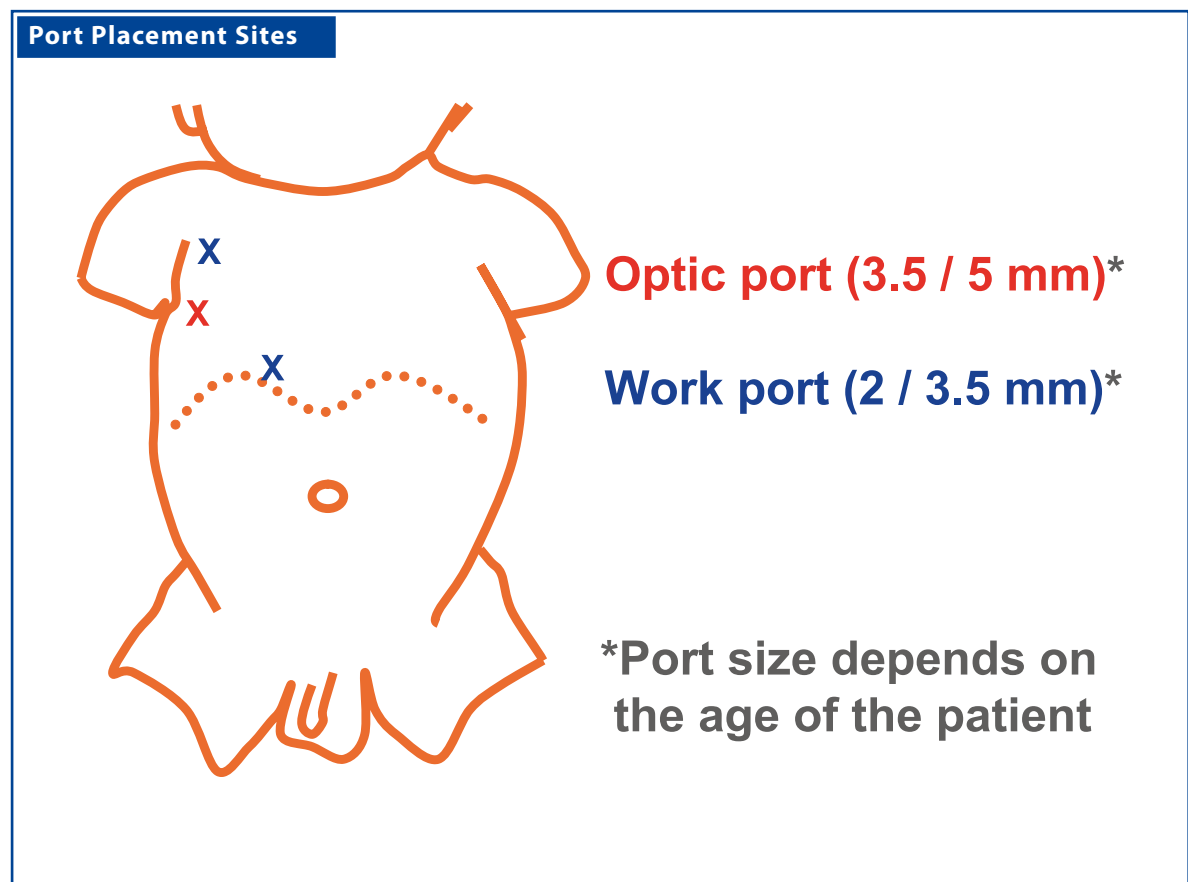 Port Placement Sites
X
Optic port (3.5 / 5 mm)*
X
X
Work port (2 / 3.5 mm)*
*Port size depends on
the age of the patient